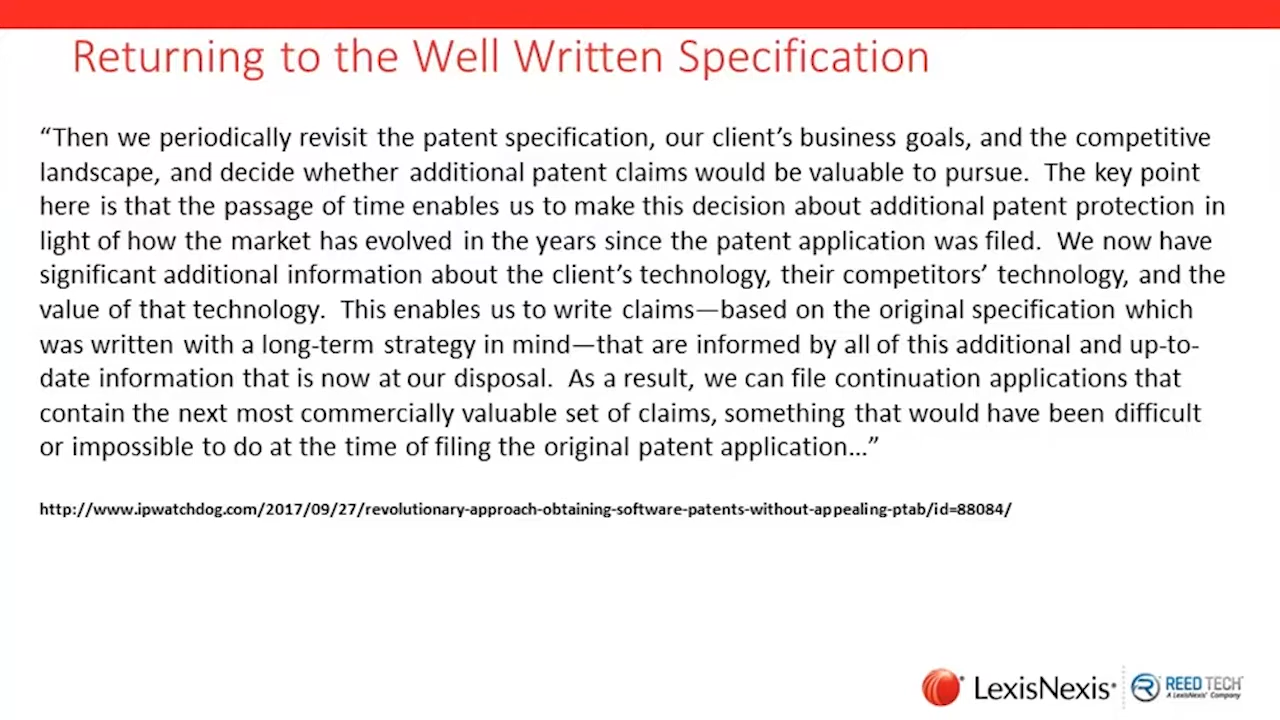 Returning to the Well Written Specification
“Then we periodically revisit the patent specification, our client’s business goals, and the competitive
landscape, and decide whether additional patent claims would be valuable to pursue.  The key point
here is that the passage of time enables us to make this decision about additional patent protection in
light of how the market has evolved in the years since the patent application was filed.  We now have
significant additional information about the client’s technology, their competitors’ technology, and the
value of that technology.  This enables us to write claims—based on the original specification which
was written with a long-term strategy in mind—that are informed by all of this additional and up-to-
date information that is now at our disposal.  As a result, we can file continuation applications that
contain the next most commercially valuable set of claims, something that would have been difficult
or impossible to do at the time of filing the original patent application…”
http://www.ipwatchdog.com/2017/09/27/revolutionary-approach-obtaining-software-patents-without-appealing-ptab/id=88084/
LexisNexis®
REED TECH
A LexisNexis® Company